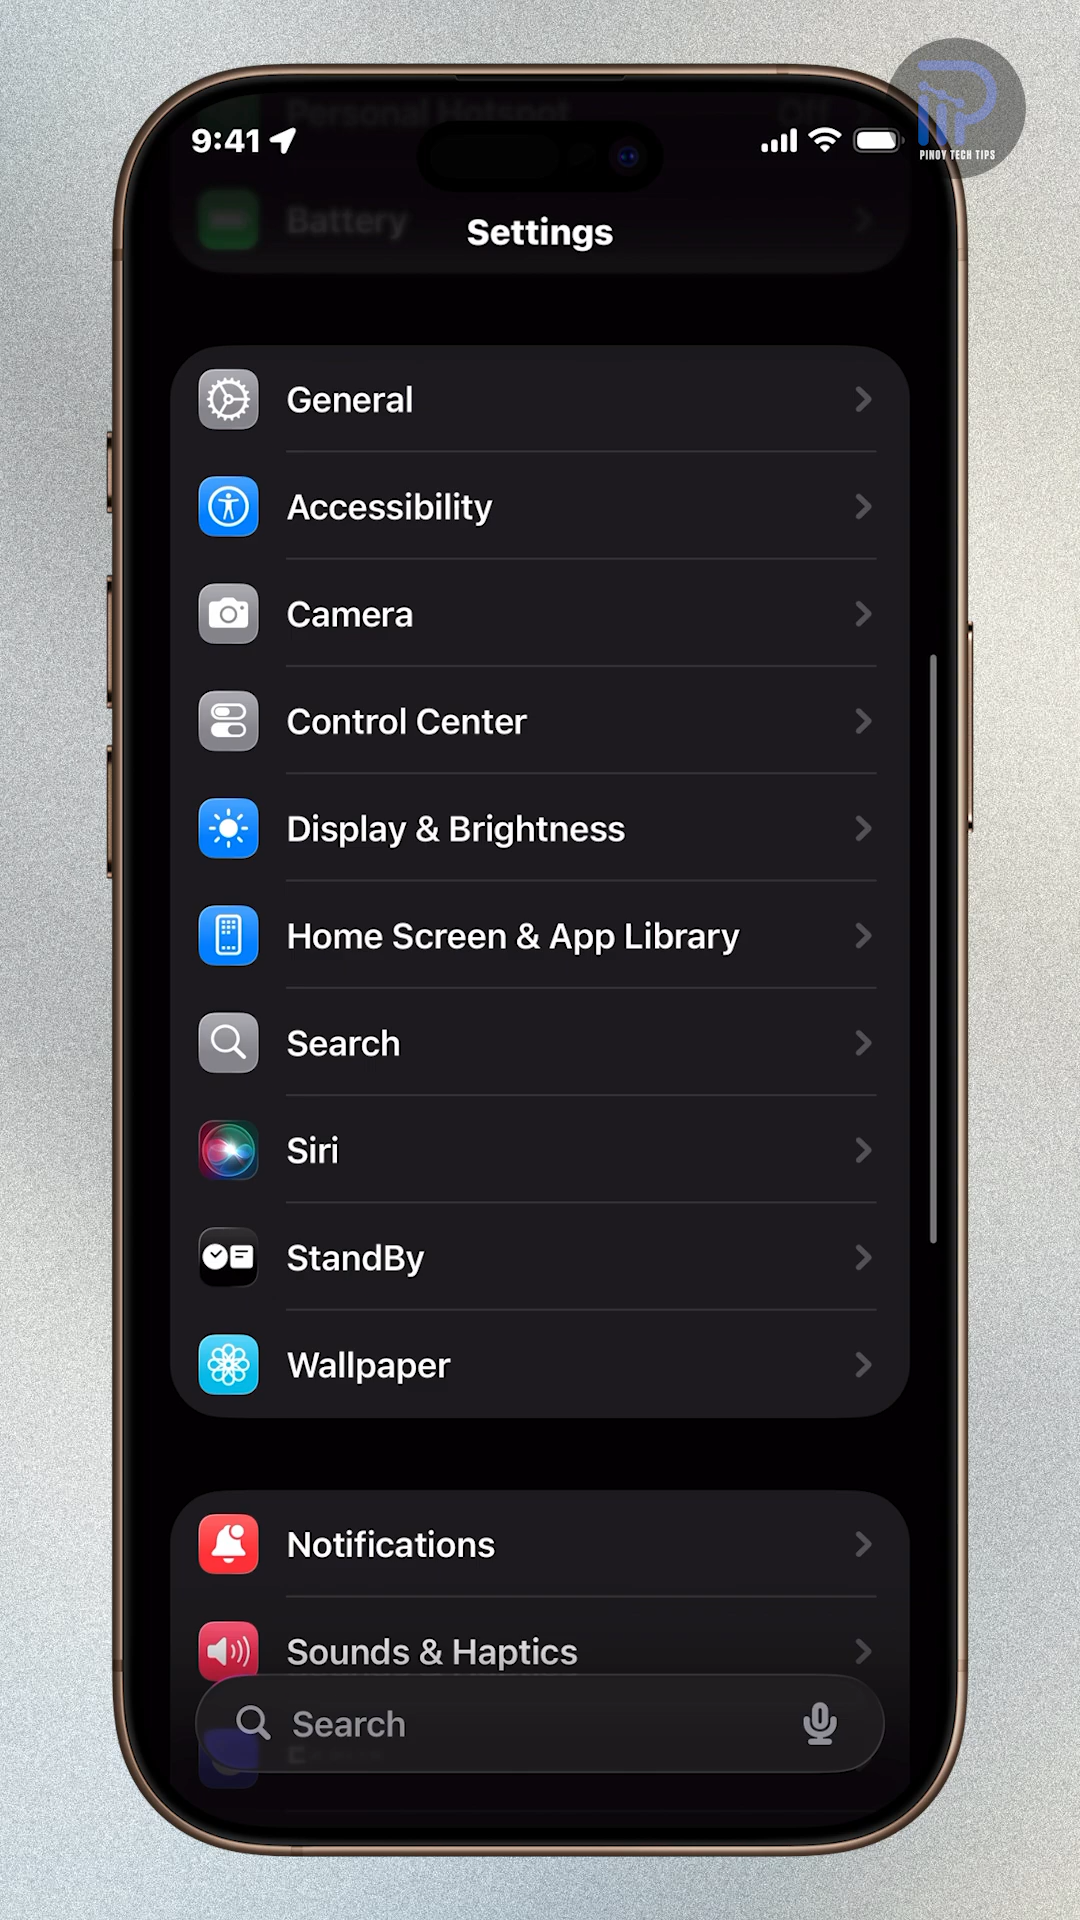 Personal Hotspot Off
9:41
PINOY TECH TIPS
Battery
Settings
General
Accessibility
Camera
Control Center
Display & Brightness
Home Screen & App Library
Search
Siri
StandBy
Wallpaper
Notifications
Sounds & Haptics
Search